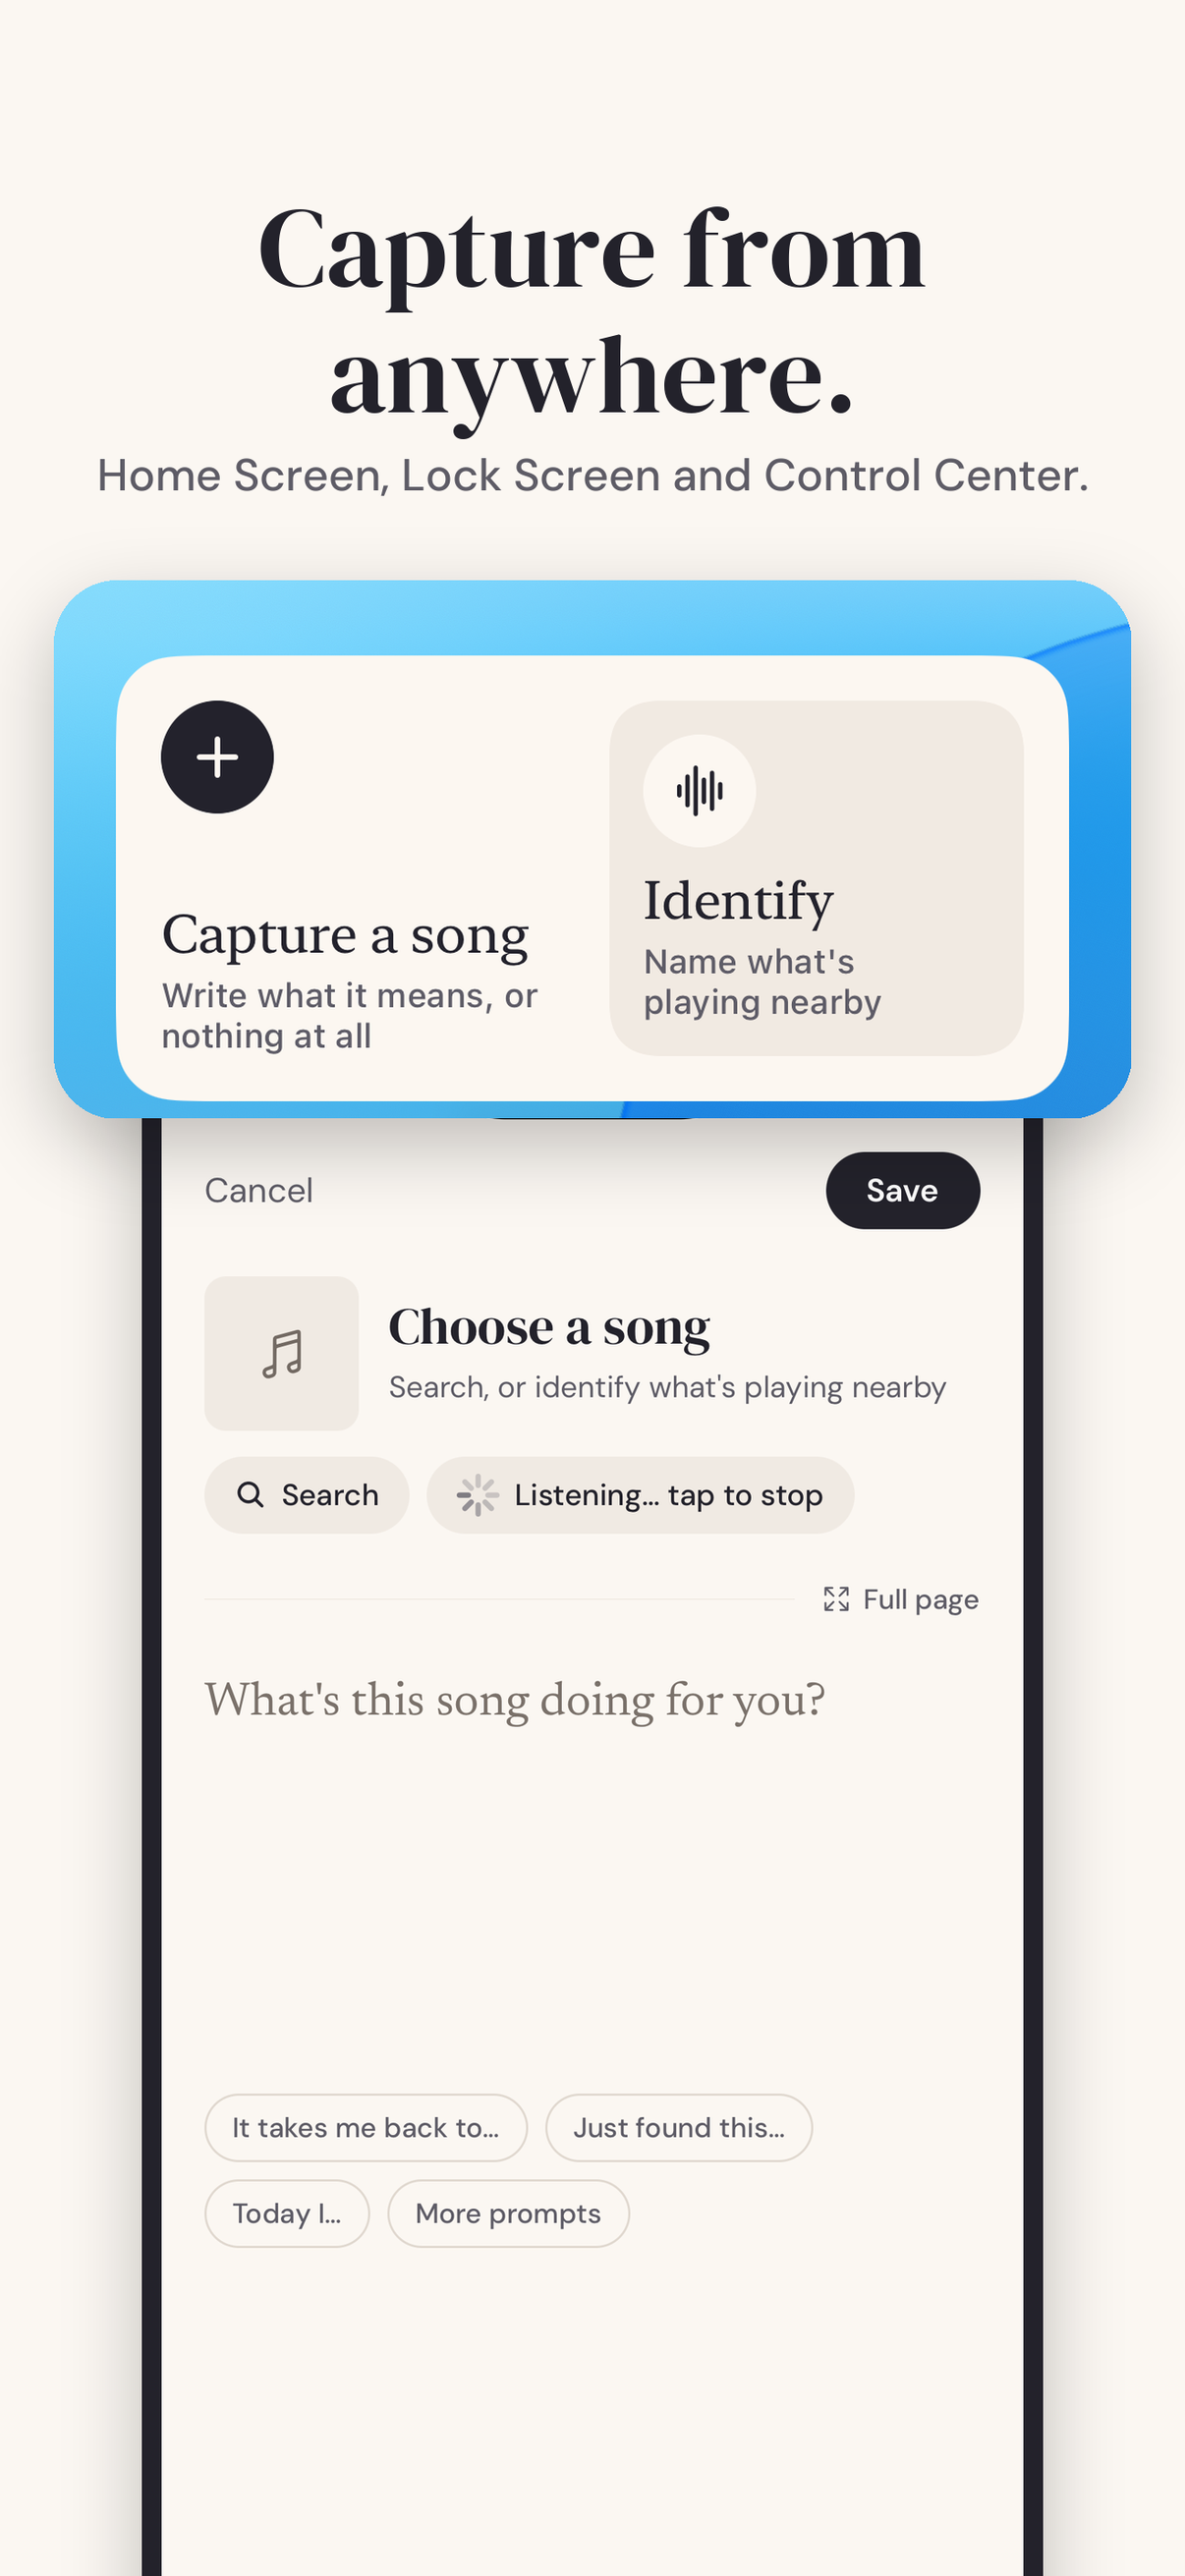 Capture from
anywhere.
Home Screen, Lock Screen and Control Center.
Capture a song
Write what it means, or
nothing at all
Identify
Name what's
playing nearby
Cancel
Save
Choose a song
Search, or identify what's playing nearby
Search
Listening... tap to stop
Full page
What's this song doing for you?
It takes me back to...
Just found this...
Today I...
More prompts